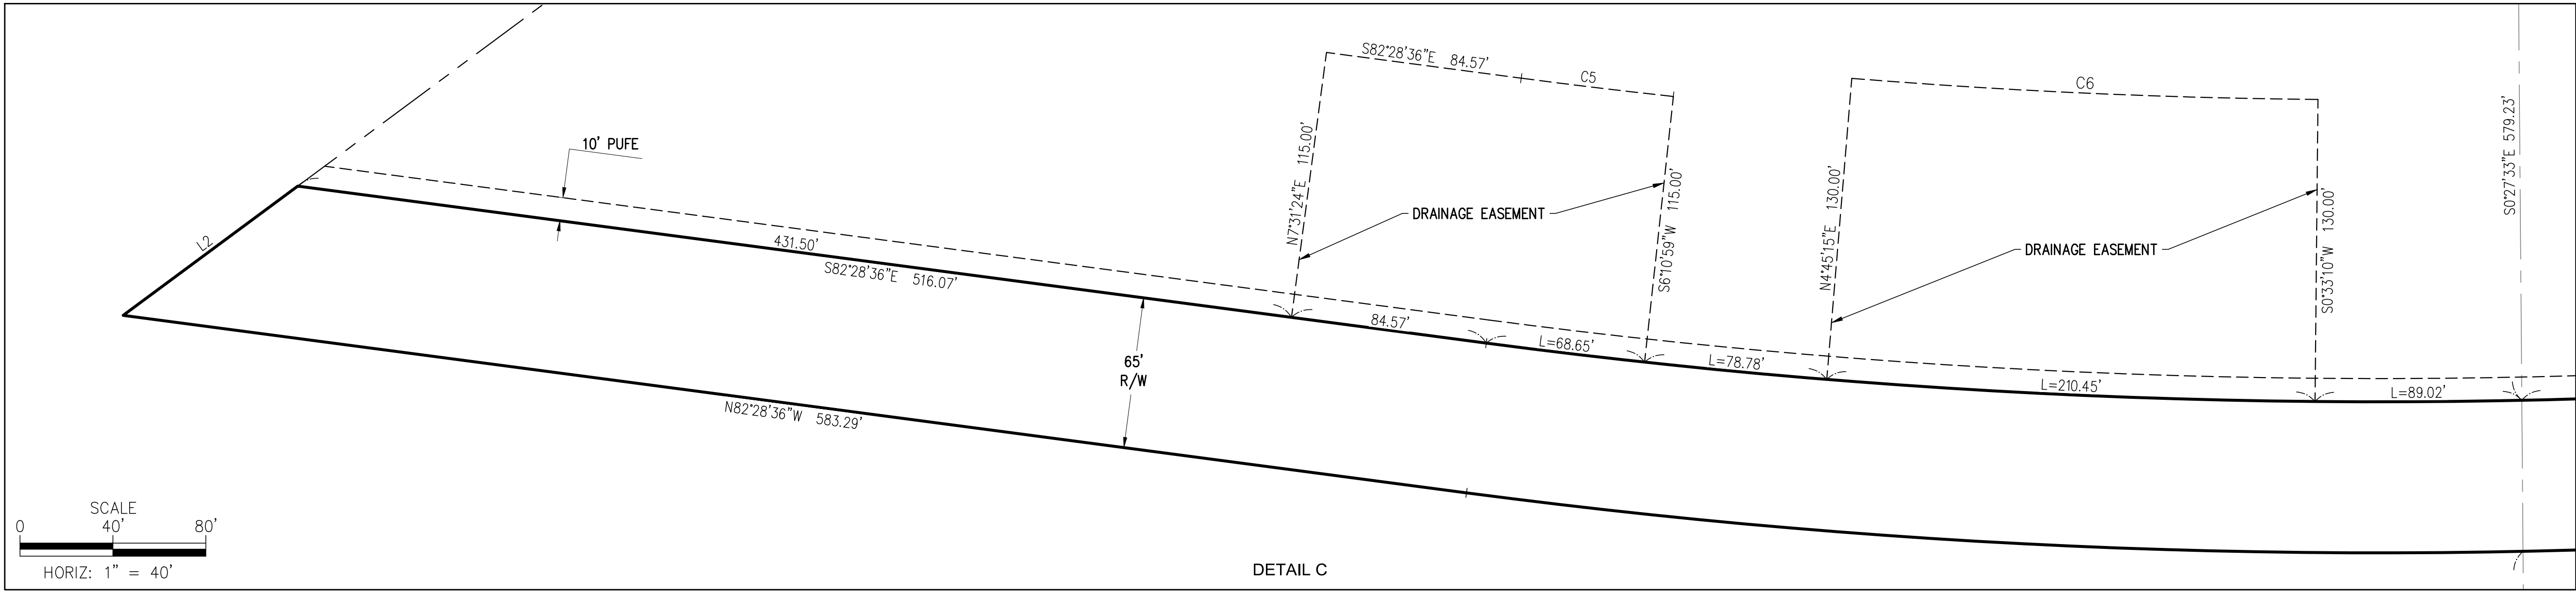 S82°28'36"E 84.57'
C5
C6
S0°27'33"E 579.23'
10' PUFE
N7°31'24"E 115.00'
DRAINAGE EASEMENT
S6°10'59"W 115.00'
N4°45'15"E 130.00'
DRAINAGE EASEMENT
S0°33'10"W 130.00'
L2
431.50'
S82°28'36"E 516.07'
84.57'
L=68.65'
L=78.78'
L=210.45'
L=89.02'
65'
R/W
N82°28'36"W 583.29'
SCALE
0 40' 80'
HORIZ: 1" = 40'
DETAIL C